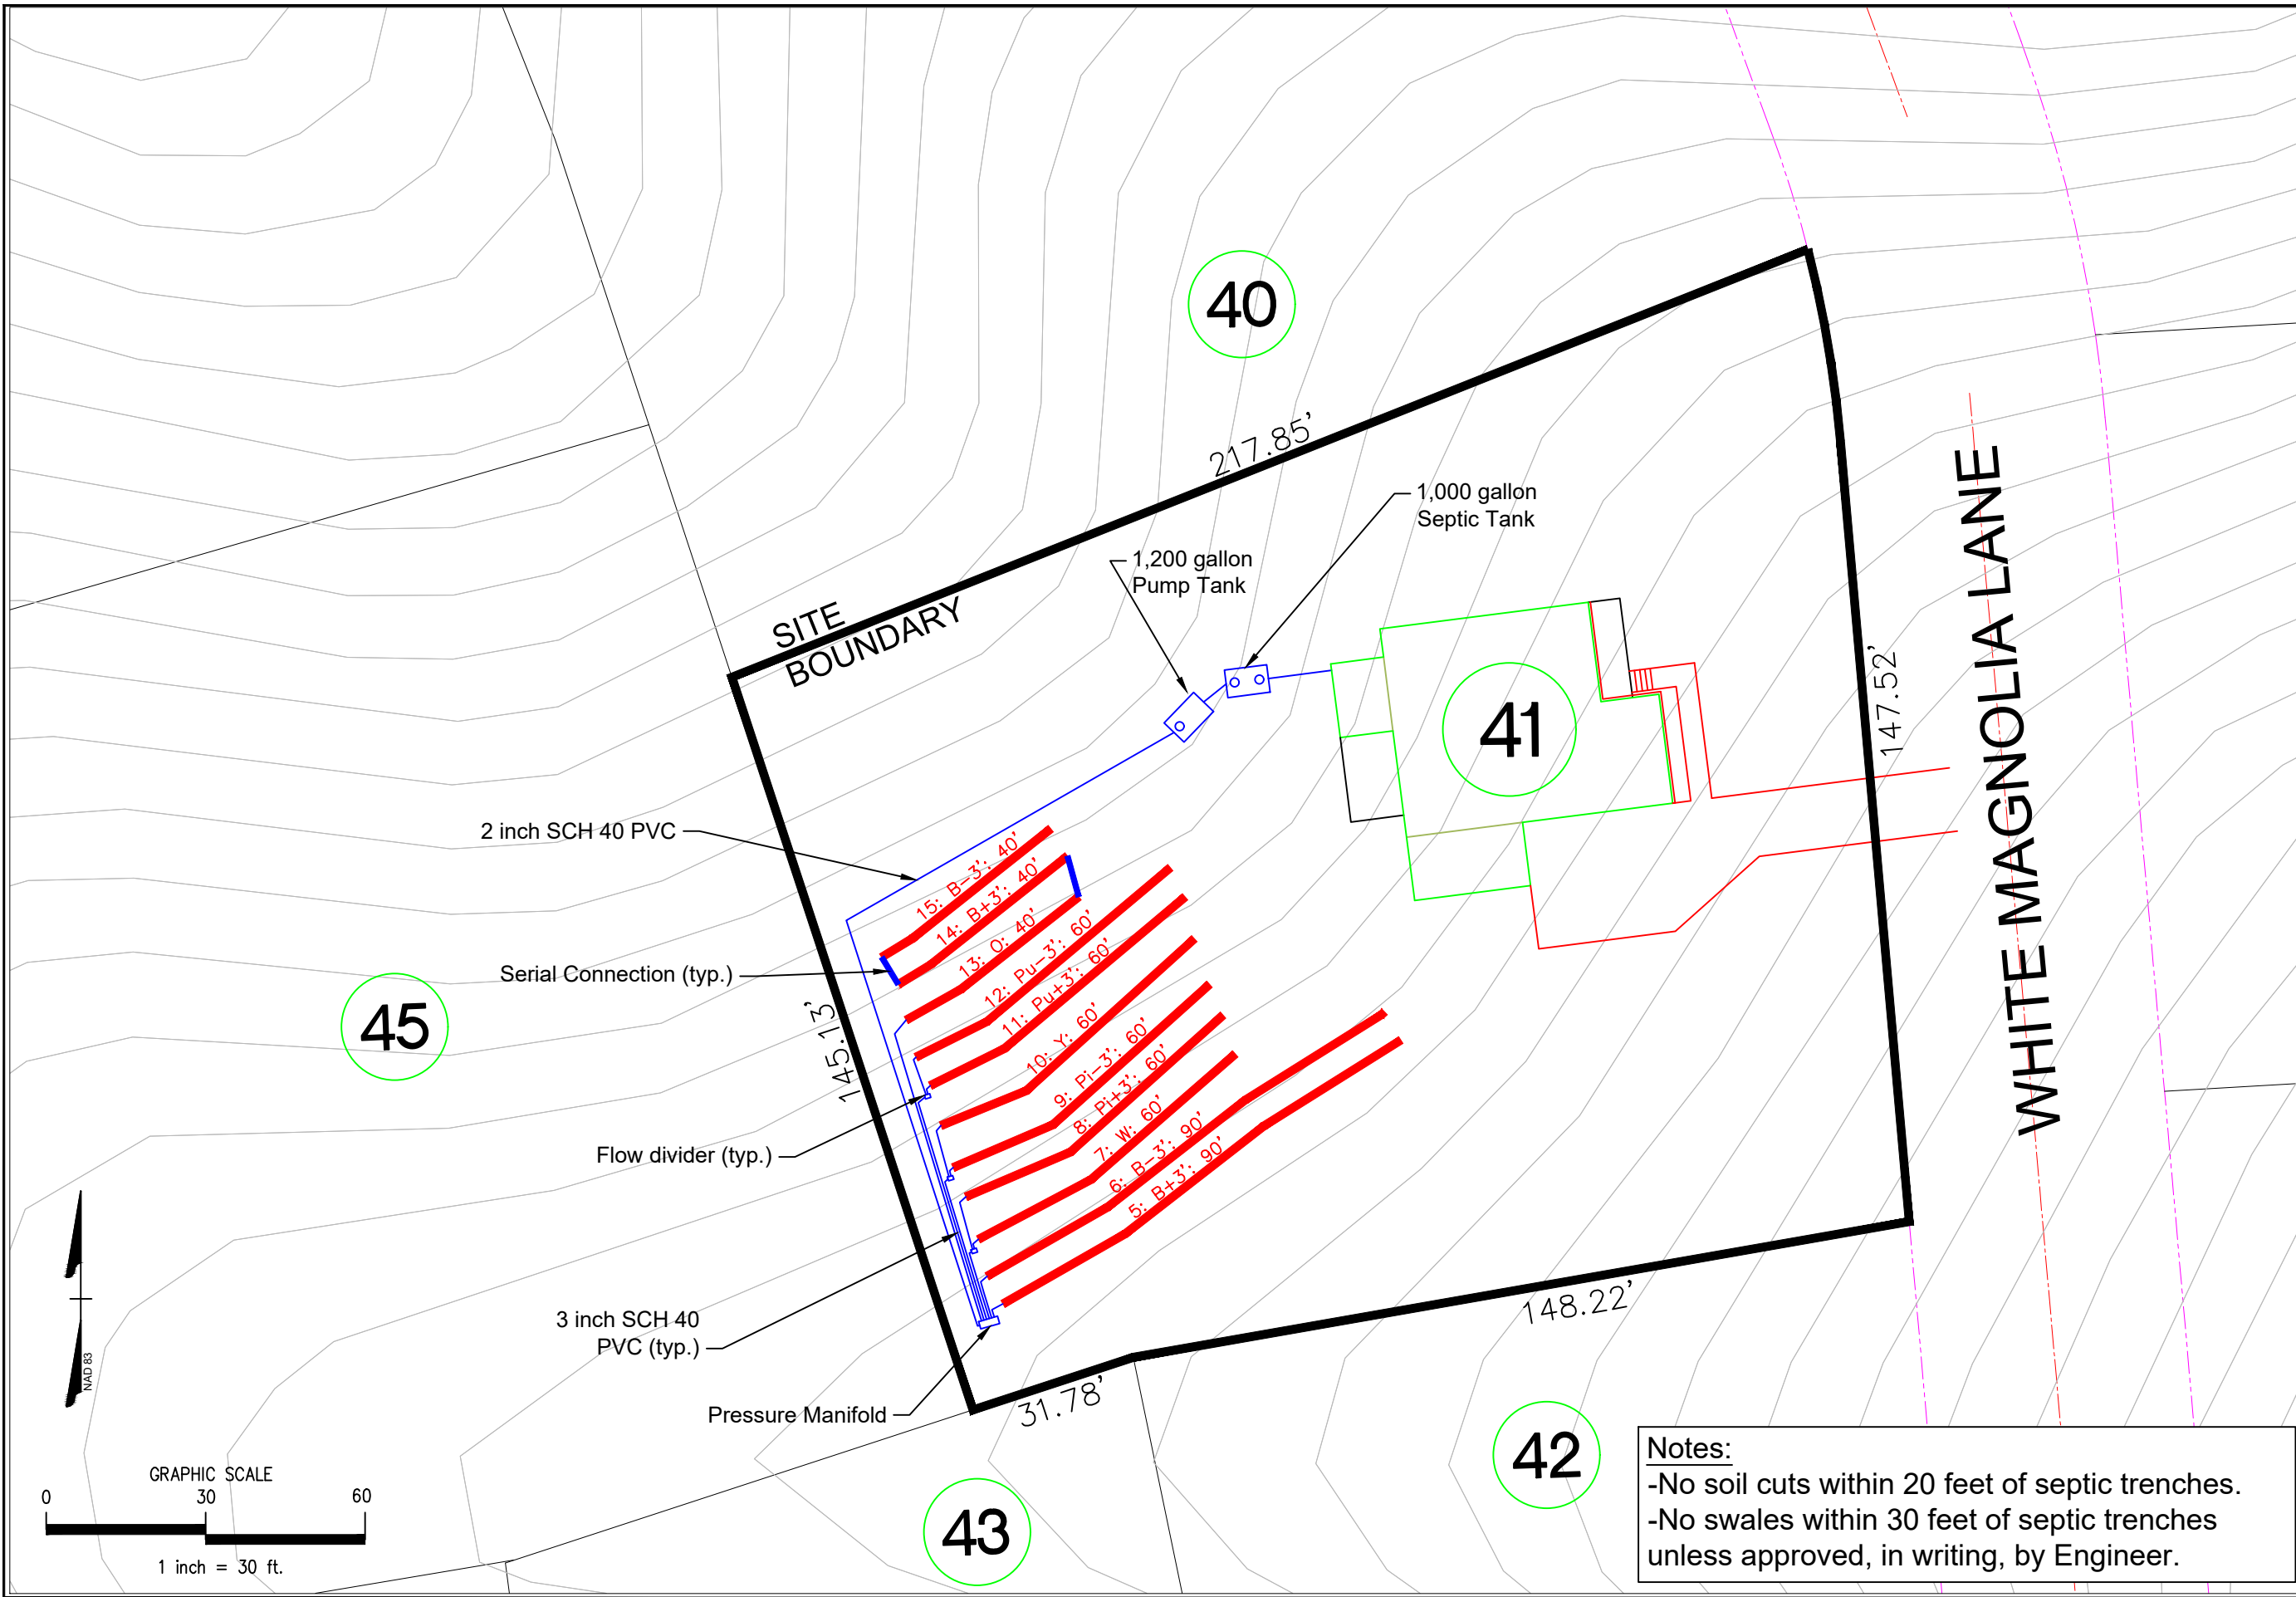 40
217.85'
1,000 gallon
Septic Tank
1,200 gallon
Pump Tank
SITE
BOUNDARY
41
147.52'
WHITE MAGNOLIA LANE
2 inch SCH 40 PVC
15: B-3': 40'
14: B+3': 40'
13: O: 40'
12: Pu-3': 60'
11: Pu+3': 60'
10: Y: 60'
9: Pi-3': 60'
8: Pi+3': 60'
7: W: 60'
6: B-3': 90'
5: B+3': 90'
Serial Connection (typ.)
45
145.13'
Flow divider (typ.)
3 inch SCH 40
PVC (typ.)
Pressure Manifold
31.78'
148.22'
NAD 83
42
43
GRAPHIC SCALE
0 30 60
1 inch = 30 ft.
Notes:
-No soil cuts within 20 feet of septic trenches.
-No swales within 30 feet of septic trenches
unless approved, in writing, by Engineer.